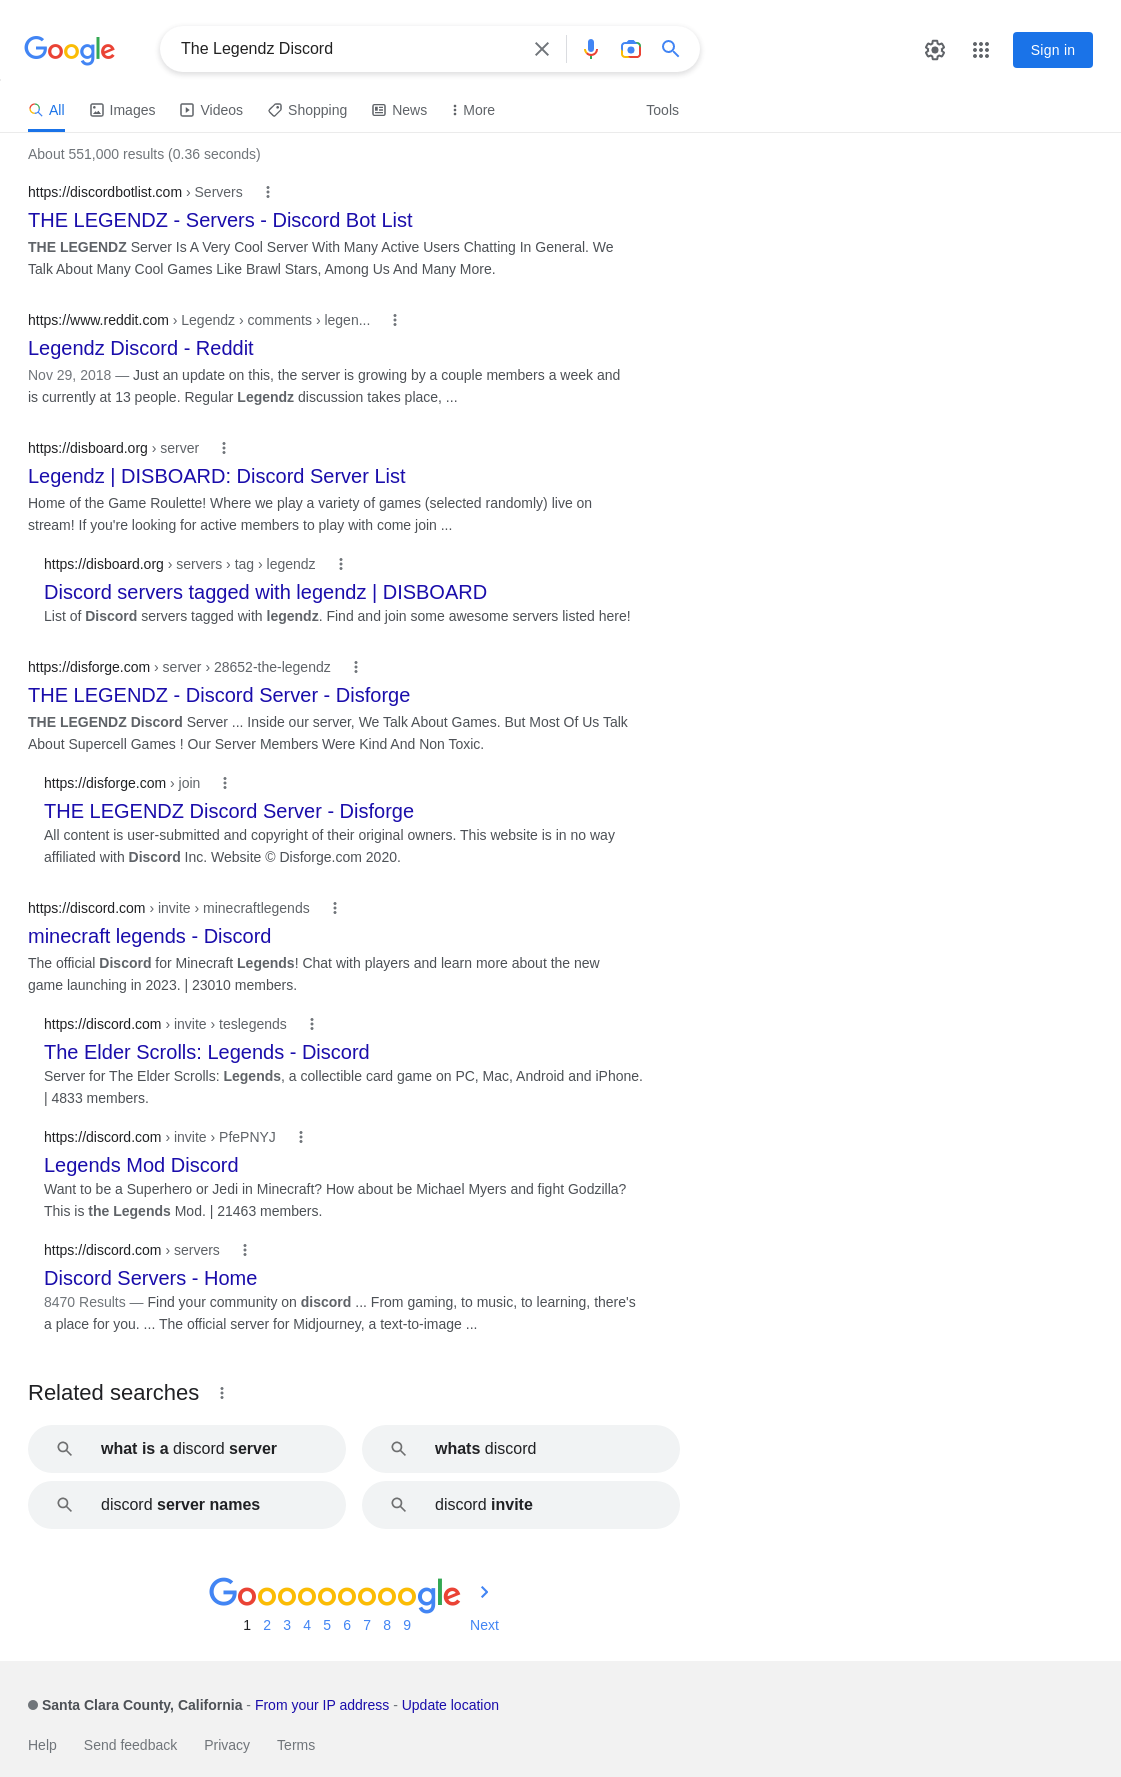 Google
The Legendz Discord
Sign in
All Images Videos Shopping News More Tools
About 551,000 results (0.36 seconds)
https://discordbotlist.com › Servers
THE LEGENDZ - Servers - Discord Bot List
THE LEGENDZ Server Is A Very Cool Server With Many Active Users Chatting In General. We
Talk About Many Cool Games Like Brawl Stars, Among Us And Many More.
https://www.reddit.com › Legendz › comments › legen...
Legendz Discord - Reddit
Nov 29, 2018 — Just an update on this, the server is growing by a couple members a week and
is currently at 13 people. Regular Legendz discussion takes place, ...
https://disboard.org › server
Legendz | DISBOARD: Discord Server List
Home of the Game Roulette! Where we play a variety of games (selected randomly) live on
stream! If you're looking for active members to play with come join ...
https://disboard.org › servers › tag › legendz
Discord servers tagged with legendz | DISBOARD
List of Discord servers tagged with legendz. Find and join some awesome servers listed here!
https://disforge.com › server › 28652-the-legendz
THE LEGENDZ - Discord Server - Disforge
THE LEGENDZ Discord Server ... Inside our server, We Talk About Games. But Most Of Us Talk
About Supercell Games ! Our Server Members Were Kind And Non Toxic.
https://disforge.com › join
THE LEGENDZ Discord Server - Disforge
All content is user-submitted and copyright of their original owners. This website is in no way
affiliated with Discord Inc. Website © Disforge.com 2020.
https://discord.com › invite › minecraftlegends
minecraft legends - Discord
The official Discord for Minecraft Legends! Chat with players and learn more about the new
game launching in 2023. | 23010 members.
https://discord.com › invite › teslegends
The Elder Scrolls: Legends - Discord
Server for The Elder Scrolls: Legends, a collectible card game on PC, Mac, Android and iPhone.
| 4833 members.
https://discord.com › invite › PfePNYJ
Legends Mod Discord
Want to be a Superhero or Jedi in Minecraft? How about be Michael Myers and fight Godzilla?
This is the Legends Mod. | 21463 members.
https://discord.com › servers
Discord Servers - Home
8470 Results — Find your community on discord ... From gaming, to music, to learning, there's
a place for you. ... The official server for Midjourney, a text-to-image ...
Related searches
what is a discord server
whats discord
discord server names
discord invite
Goooooooooogle
1 2 3 4 5 6 7 8 9 Next
Santa Clara County, California - From your IP address - Update location
Help Send feedback Privacy Terms